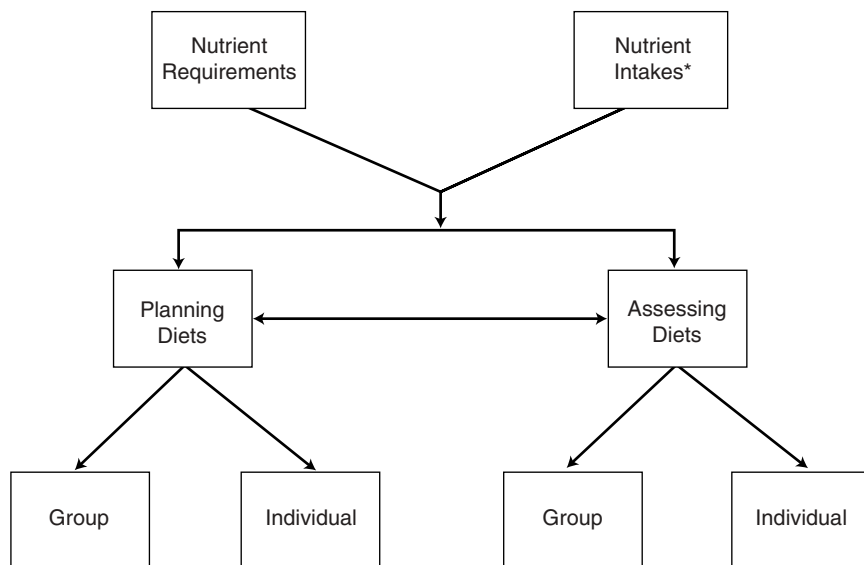 Nutrient
Requirements
Nutrient
Intakes*
Planning
Diets
Assessing
Diets
Group
Individual
Group
Individual